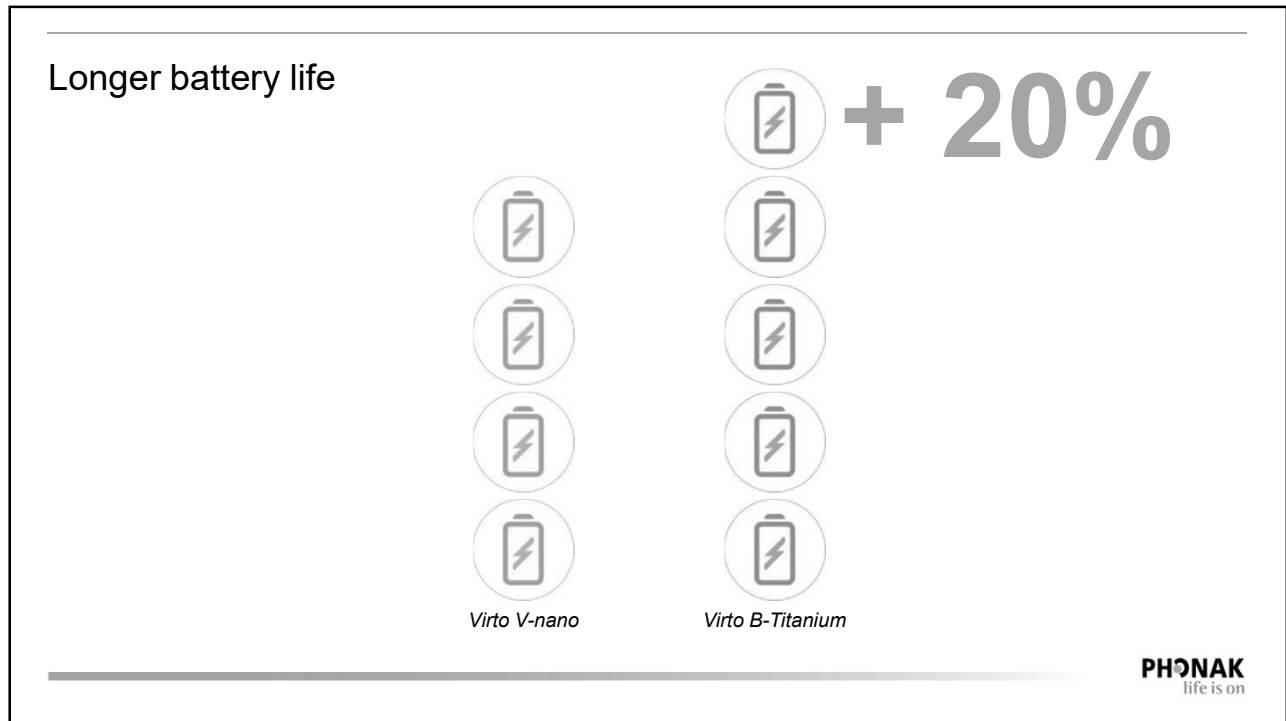 Longer battery life
+ 20%
Virto V-nano
Virto B-Titanium
PHONAK
life is on